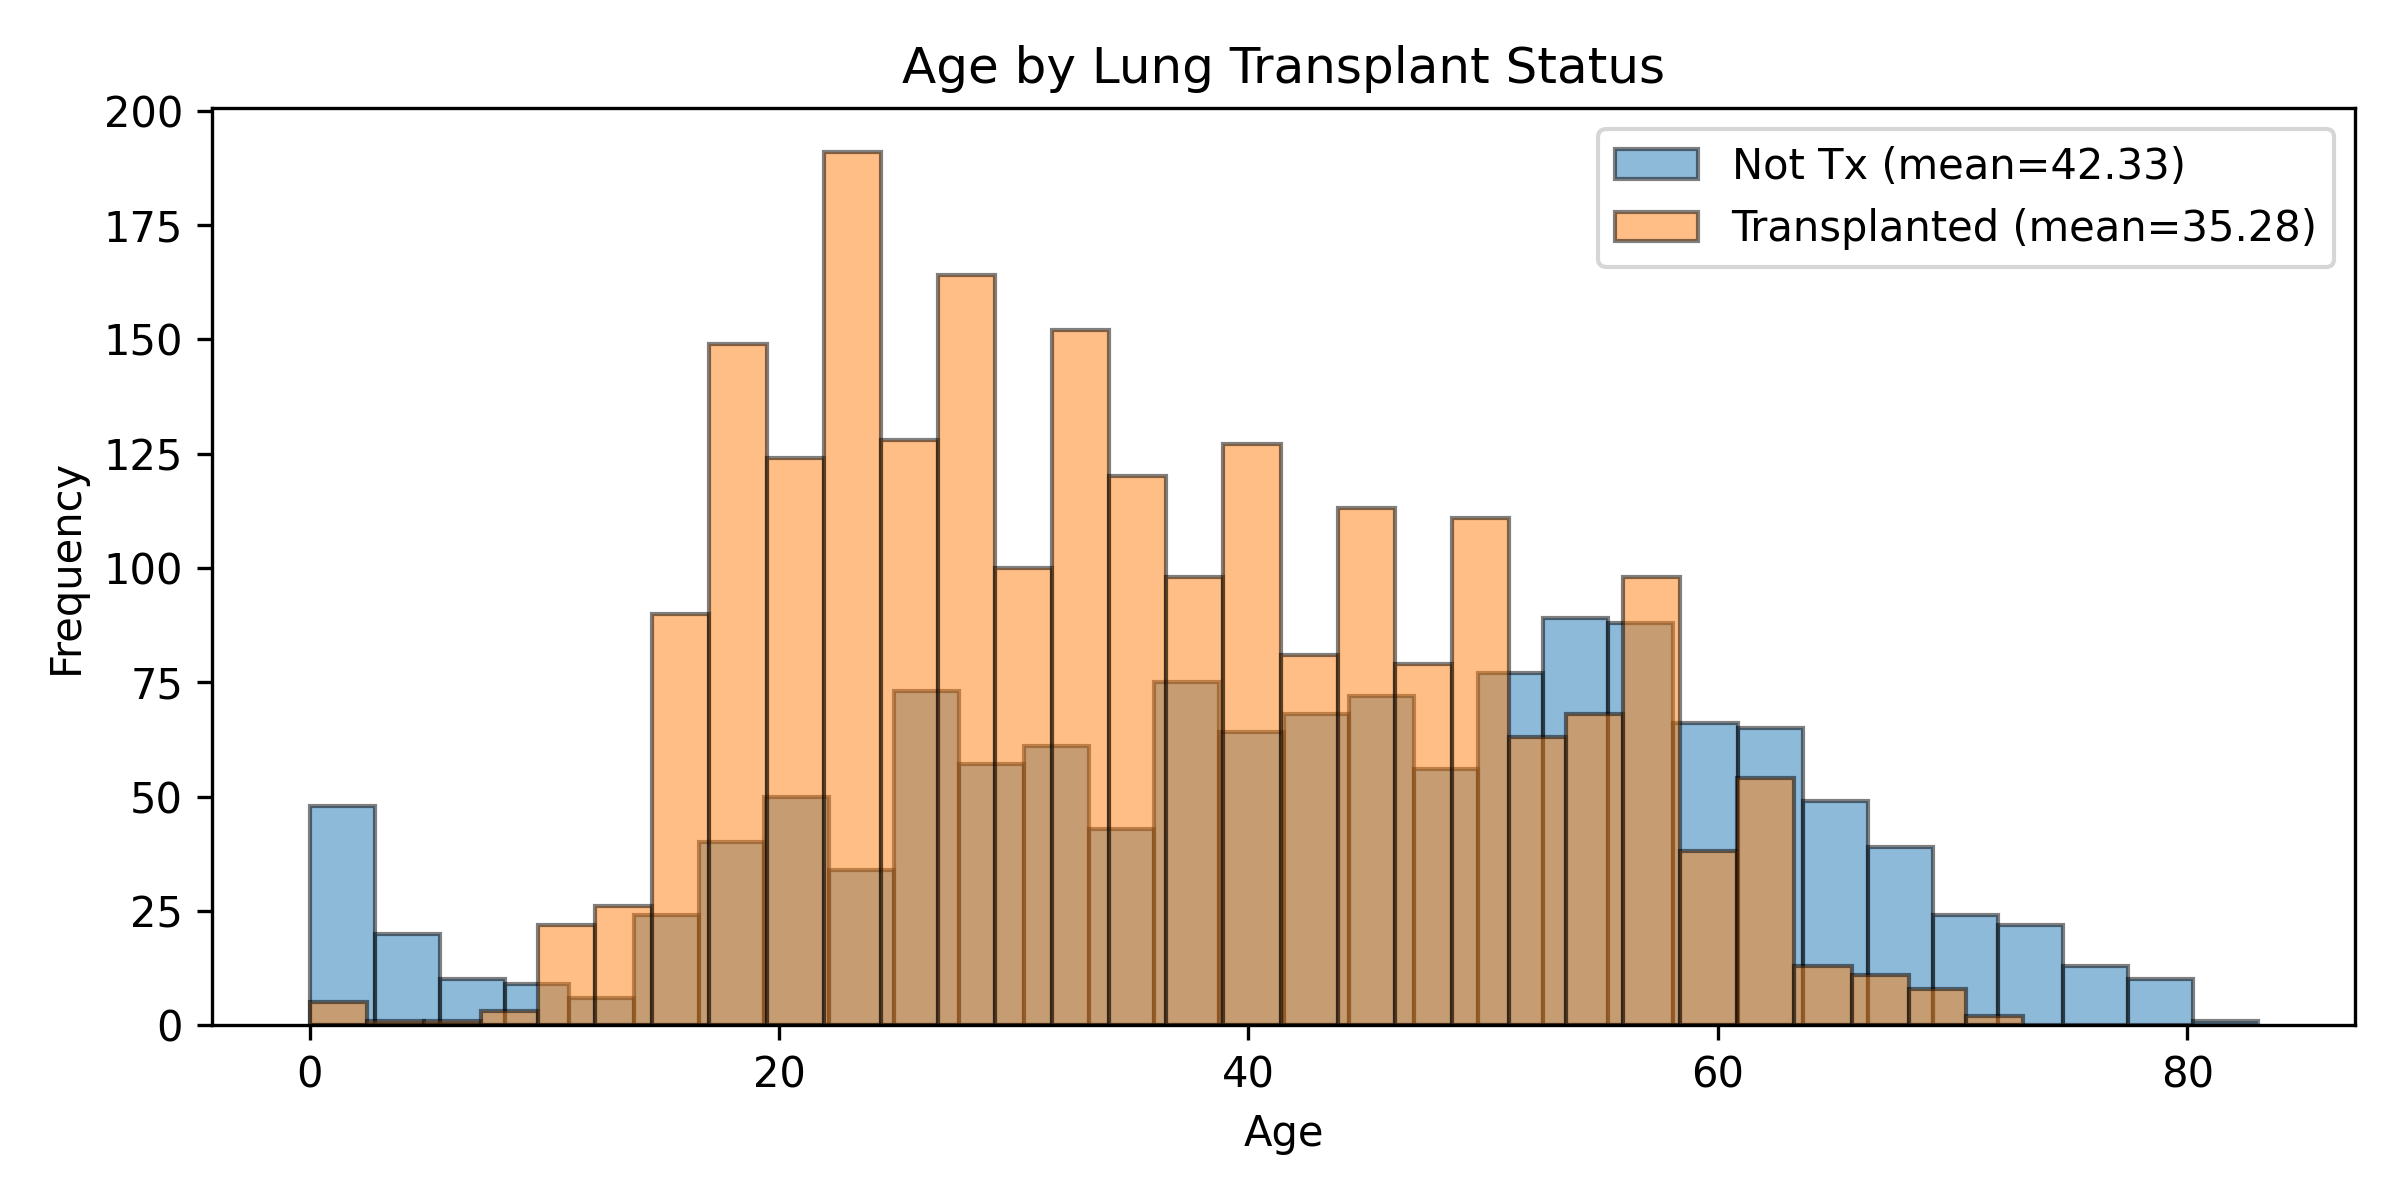 Age by Lung Transplant Status
Not Tx (mean=42.33)
Transplanted (mean=35.28)
Frequency
200
175
150
125
100
75
50
25
0
0 20 40 60 80
Age